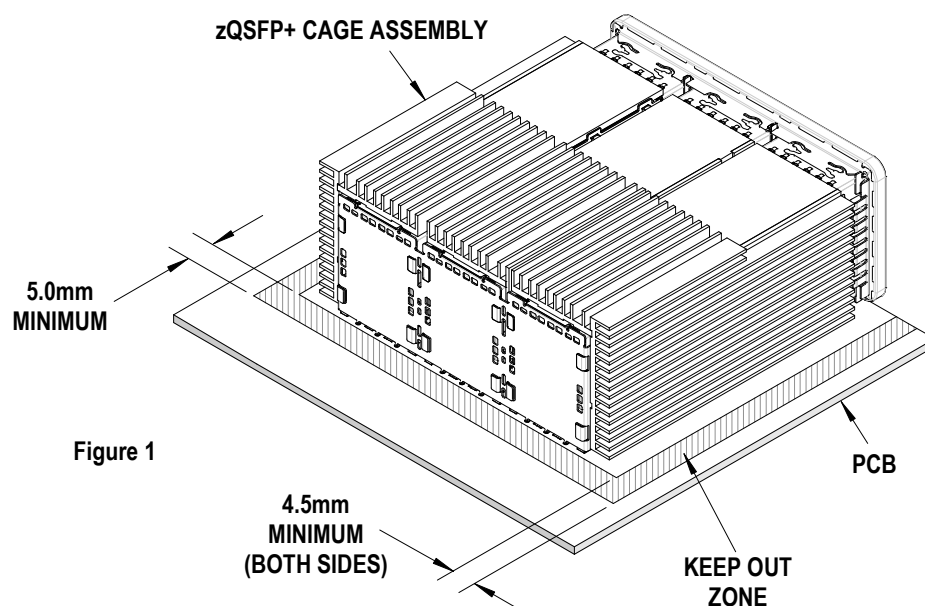 zQSFP+ CAGE ASSEMBLY
5.0mm
MINIMUM
Figure 1
PCB
4.5mm
MINIMUM
(BOTH SIDES)
KEEP OUT
ZONE